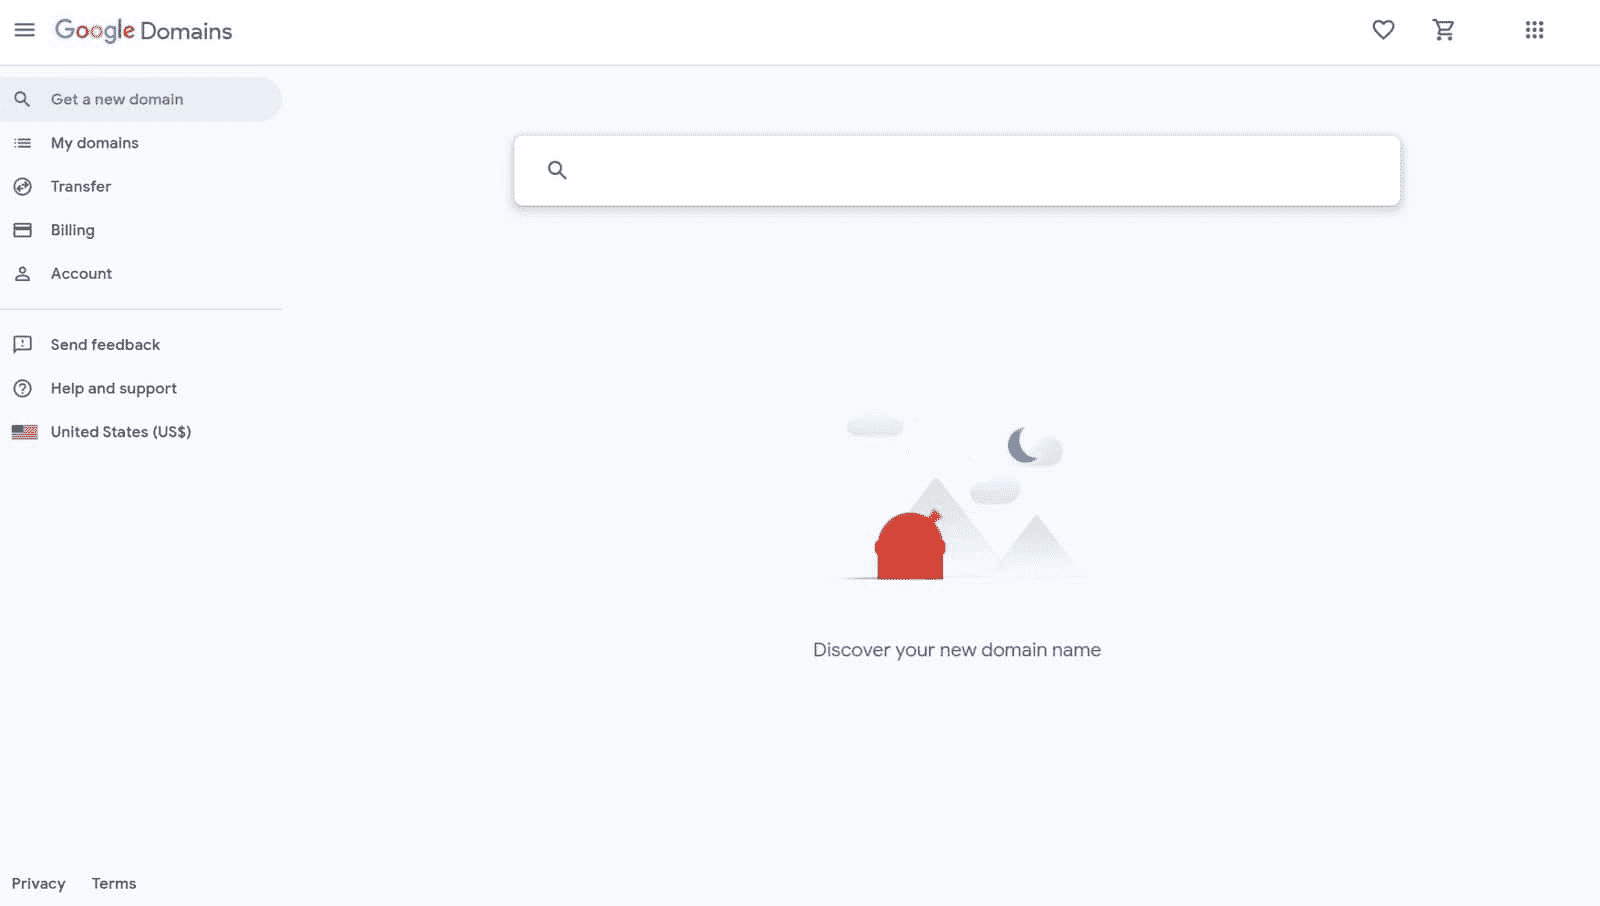 Google Domains
Get a new domain
My domains
Transfer
Billing
Account
Send feedback
Help and support
United States (US$)
Discover your new domain name
Privacy Terms